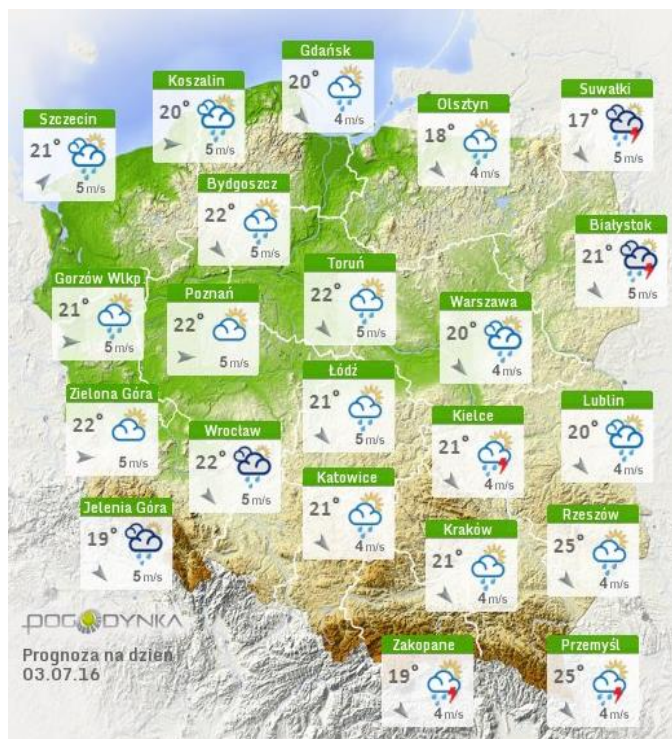 Gdańsk
20°
4 m/s
Koszalin
20°
5 m/s
Suwałki
17°
5 m/s
Olsztyn
18°
4 m/s
Szczecin
21°
5 m/s
Bydgoszcz
22°
5 m/s
Białystok
21°
5 m/s
Toruń
22°
5 m/s
Gorzów Wlkp
21°
5 m/s
Poznań
22°
5 m/s
Warszawa
20°
4 m/s
Łódź
21°
5 m/s
Zielona Góra
22°
5 m/s
Lublin
20°
4 m/s
Kielce
21°
4 m/s
Wrocław
22°
5 m/s
Katowice
21°
4 m/s
Jelenia Góra
19°
5 m/s
Rzeszów
25°
4 m/s
Kraków
21°
4 m/s
POGODYNKA
Prognoza na dzień
03.07.16
Zakopane
19°
4 m/s
Przemyśl
25°
4 m/s